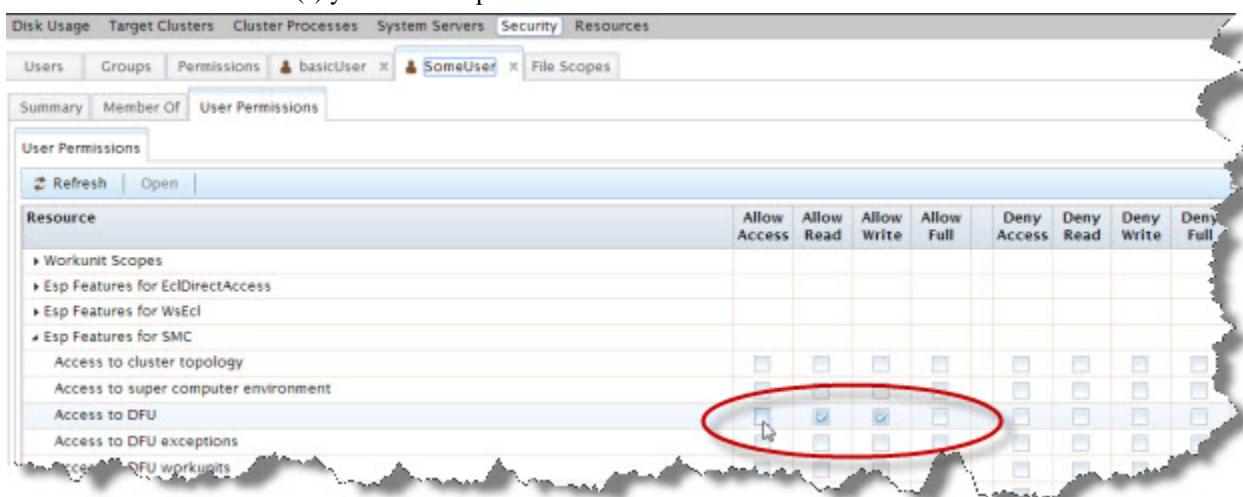 Disk Usage Target Clusters Cluster Processes System Servers Security Resources
Users Groups Permissions basicUser x SomeUser x File Scopes
Summary Member Of User Permissions
User Permissions
Refresh Open
Resource Allow Access Allow Read Allow Write Allow Full Deny Access Deny Read Deny Write Deny Full
Workunit Scopes
Esp Features for EclDirectAccess
Esp Features for WsEcl
Esp Features for SMC
Access to cluster topology
Access to super computer environment
Access to DFU
Access to DFU exceptions
DFU workunits